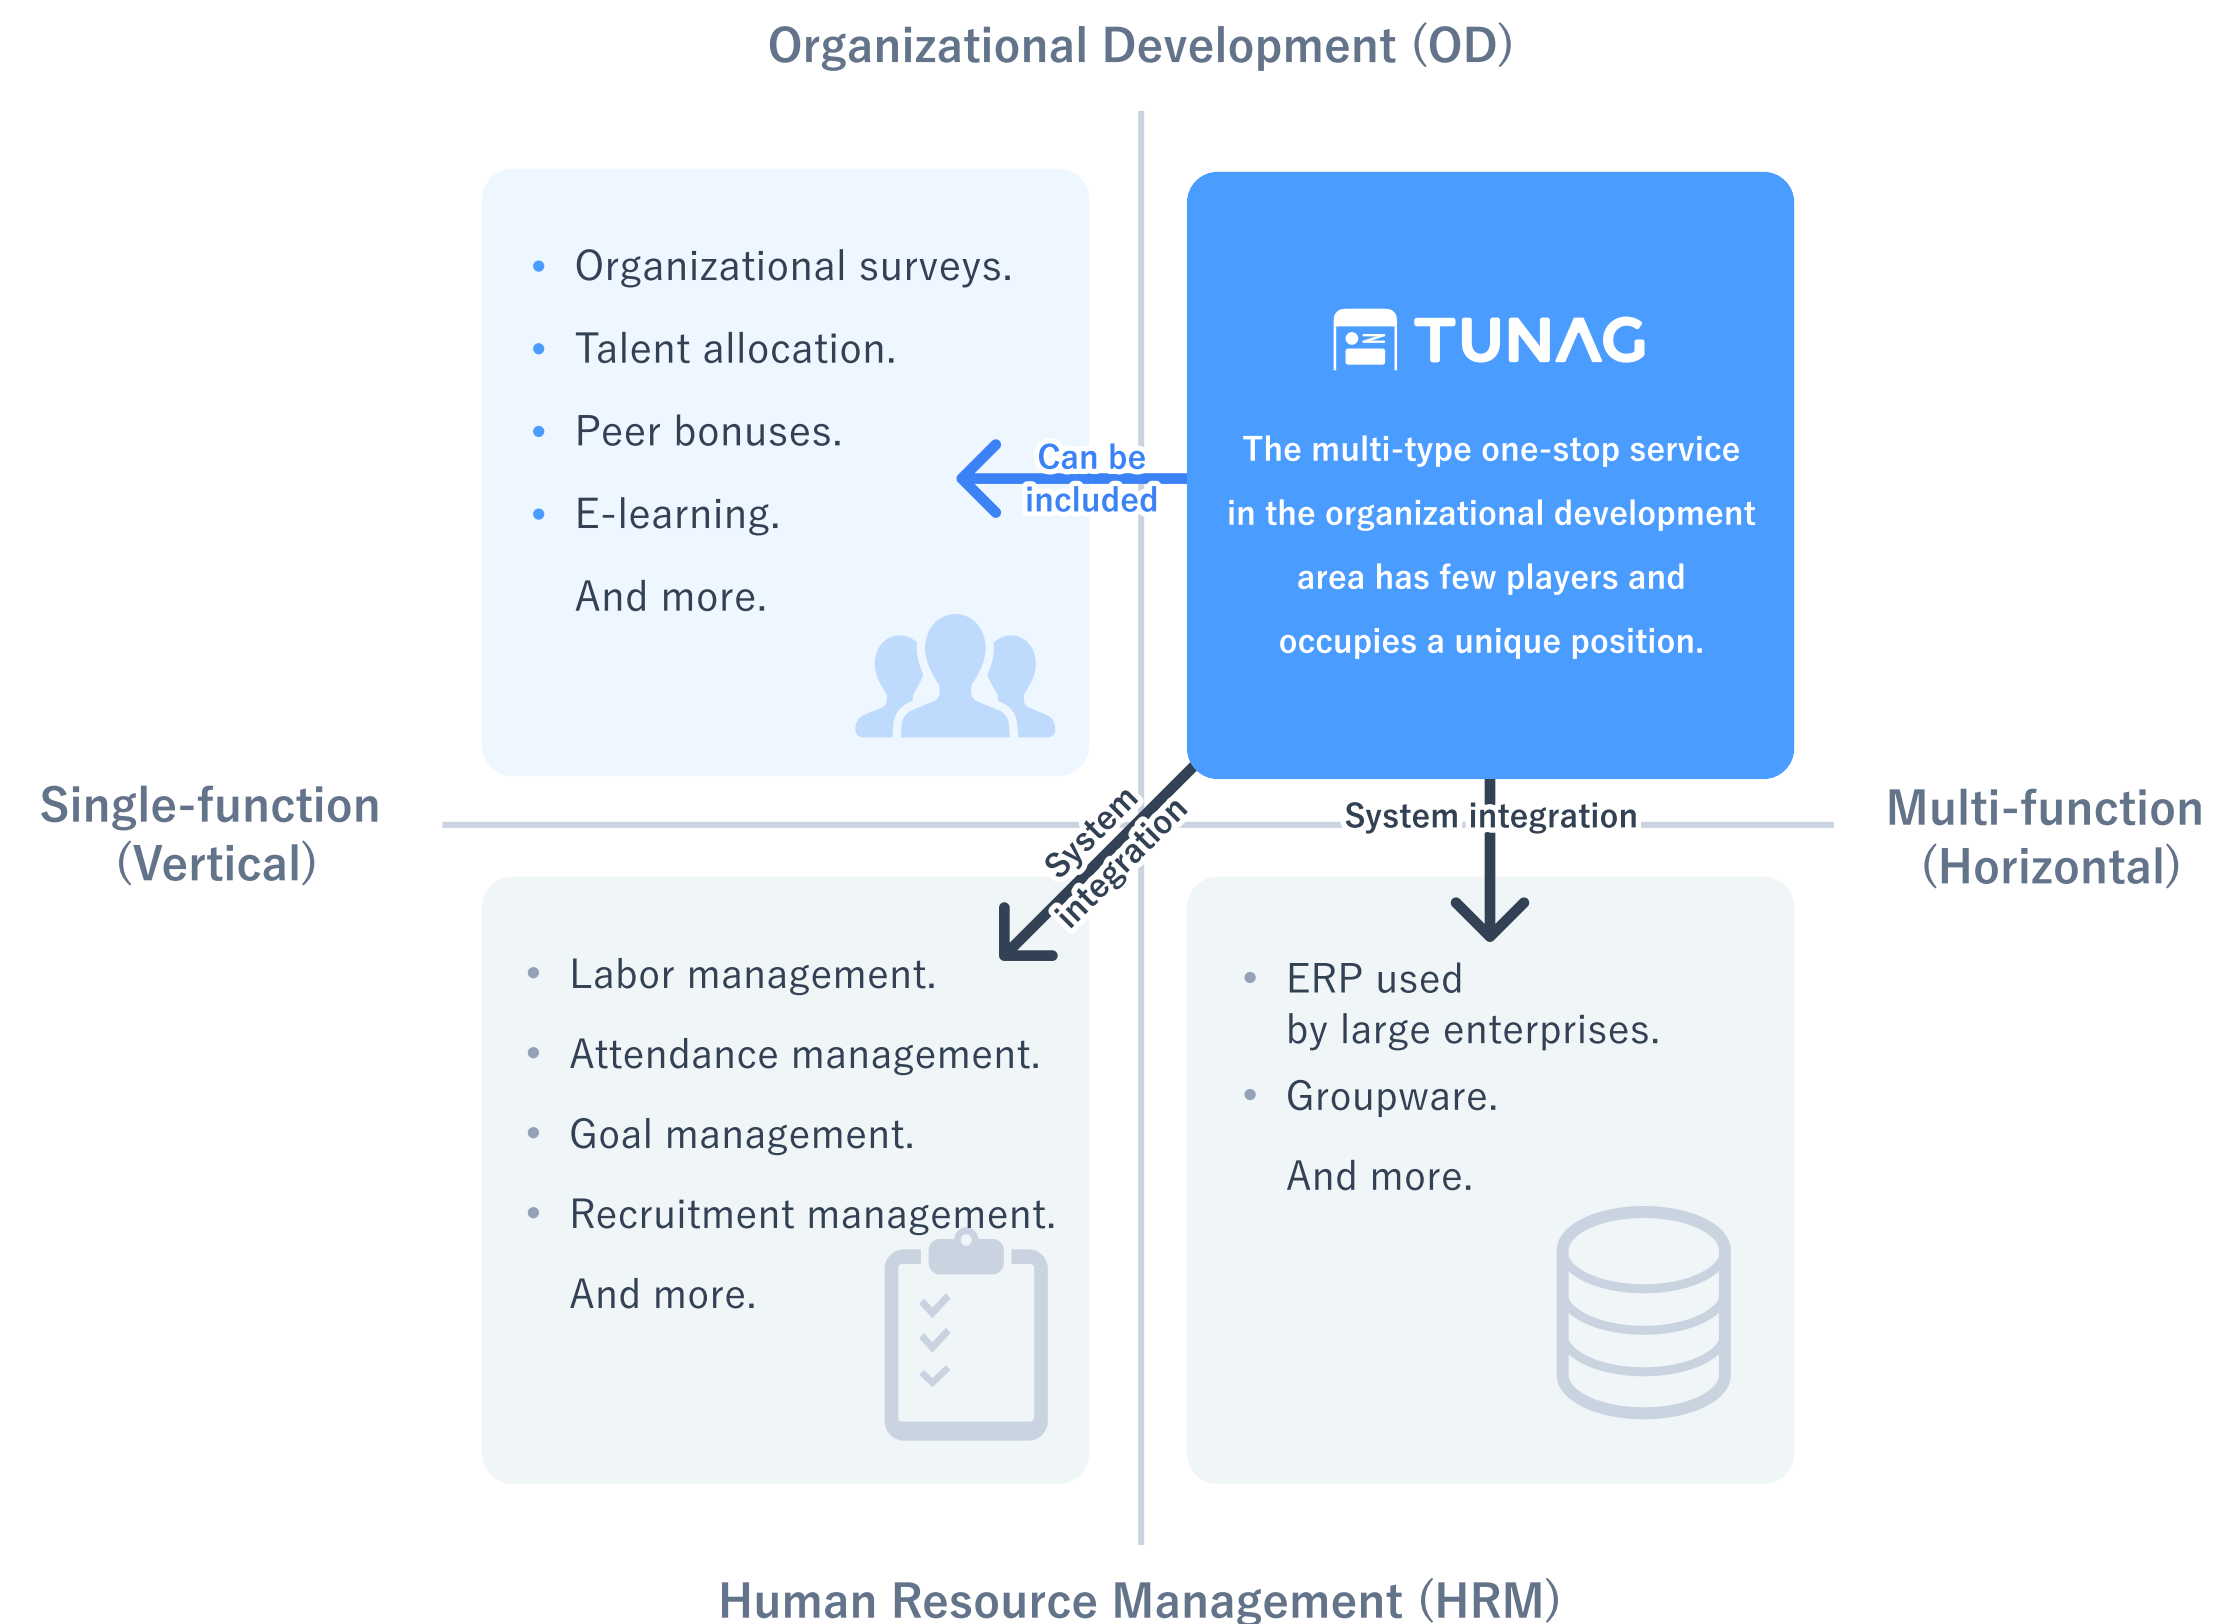 Organizational Development (OD)
• Organizational surveys.
• Talent allocation.
• Peer bonuses.
• E-learning.
And more.
Can be
included
TUNAG
The multi-type one-stop service
in the organizational development
area has few players and
occupies a unique position.
Single-function
(Vertical)
System
integration
System integration
Multi-function
(Horizontal)
• Labor management.
• Attendance management.
• Goal management.
• Recruitment management.
And more.
• ERP used
by large enterprises.
• Groupware.
And more.
Human Resource Management (HRM)